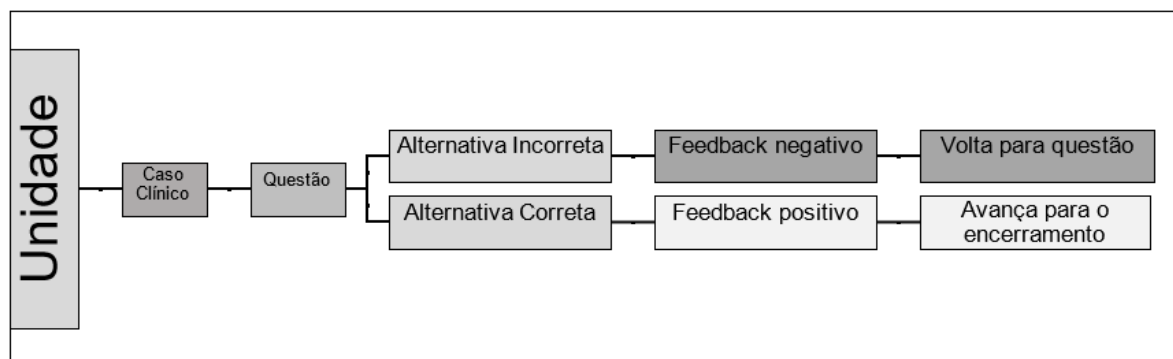 Unidade
Caso
Clínico
Questão
Alternativa Incorreta
Feedback negativo
Volta para questão
Alternativa Correta
Feedback positivo
Avança para o
encerramento